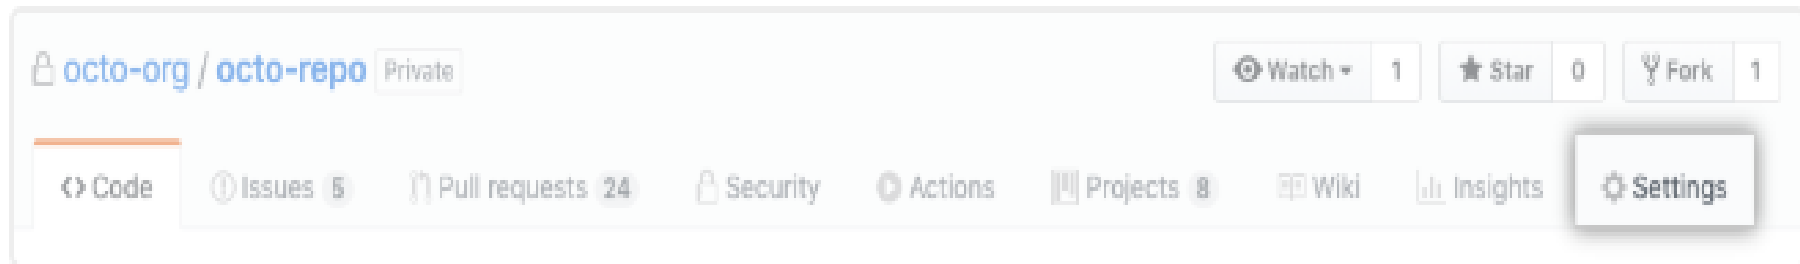 octo-org / octo-repo Private Watch 1 Star 0 Fork 1
Code Issues 5 Pull requests 24 Security Actions Projects 8 Wiki Insights Settings